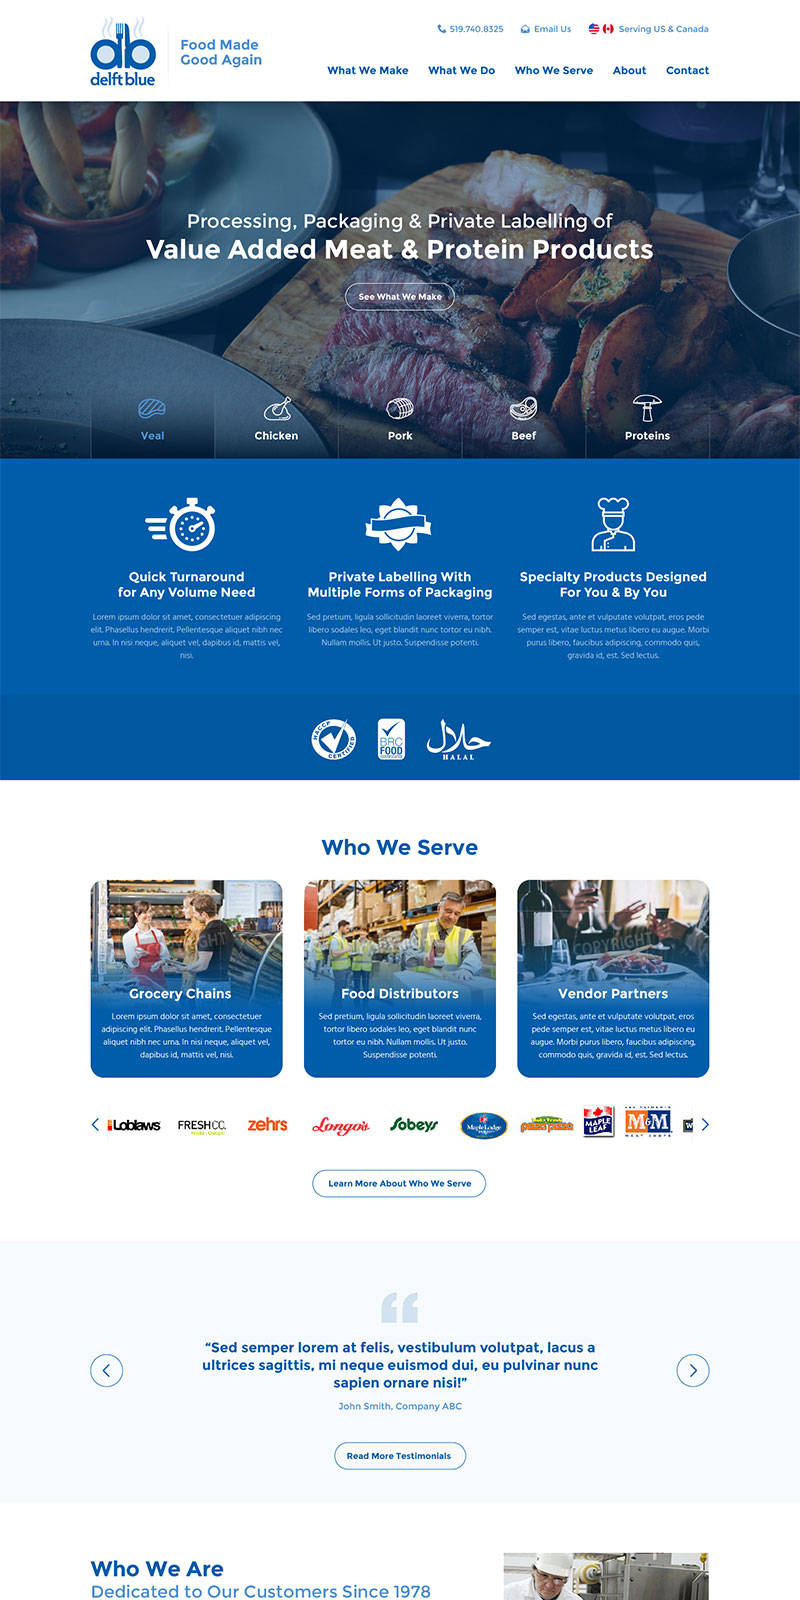 519.740.8325
Email Us
Serving US & Canada
db
delft blue
Food Made
Good Again
What We Make
What We Do
Who We Serve
About
Contact
Processing, Packaging & Private Labelling of
Value Added Meat & Protein Products
See What We Make
Veal
Chicken
Pork
Beef
Proteins
Quick Turnaround
for Any Volume Need
Lorem ipsum dolor sit amet, consectetuer adipiscing
elit. Phasellus hendrerit. Pellentesque aliquet nibh nec
urna. In nisi neque, aliquet vel, dapibus id, mattis vel,
nisi.
Private Labelling With
Multiple Forms of Packaging
Sed pretium, ligula sollicitudin laoreet viverra, tortor
libero sodales leo, eget blandit nunc tortor eu nibh.
Nullam mollis. Ut justo. Suspendisse potenti.
Specialty Products Designed
For You & By You
Sed egestas, ante et vulputate volutpat, eros pede
semper est, vitae luctus metus libero eu augue. Morbi
purus libero, faucibus adipiscing, commodo quis,
gravida id, est. Sed lectus.
HACCP
CERTIFIED
BRC
FOOD
CERTIFICATED
حلال
HALAL
Who We Serve
COPYRIGHT
Grocery Chains
Lorem ipsum dolor sit amet, consectetuer
adipiscing elit. Phasellus hendrerit. Pellentesque
aliquet nibh nec urna. In nisi neque, aliquet vel,
dapibus id, mattis vel, nisi.
Food Distributors
Sed pretium, ligula sollicitudin laoreet viverra,
tortor libero sodales leo, eget blandit nunc
tortor eu nibh. Nullam mollis. Ut justo.
Suspendisse potenti.
COPYRIGHT
Vendor Partners
Sed egestas, ante et vulputate volutpat, eros
pede semper est, vitae luctus metus libero eu
augue. Morbi purus libero, faucibus adipiscing,
commodo quis, gravida id, est. Sed lectus.
Loblaws
FRESHCO.
zehrs
Longo's
Sobeys
Maple Lodge
panago pizza
MAPLE
LEAF
M&M
MEAT SHOPS
W
Learn More About Who We Serve
“Sed semper lorem at felis, vestibulum volutpat, lacus a
ultrices sagittis, mi neque euismod dui, eu pulvinar nunc
sapien ornare nisi!”
John Smith, Company ABC
Read More Testimonials
Who We Are
Dedicated to Our Customers Since 1978